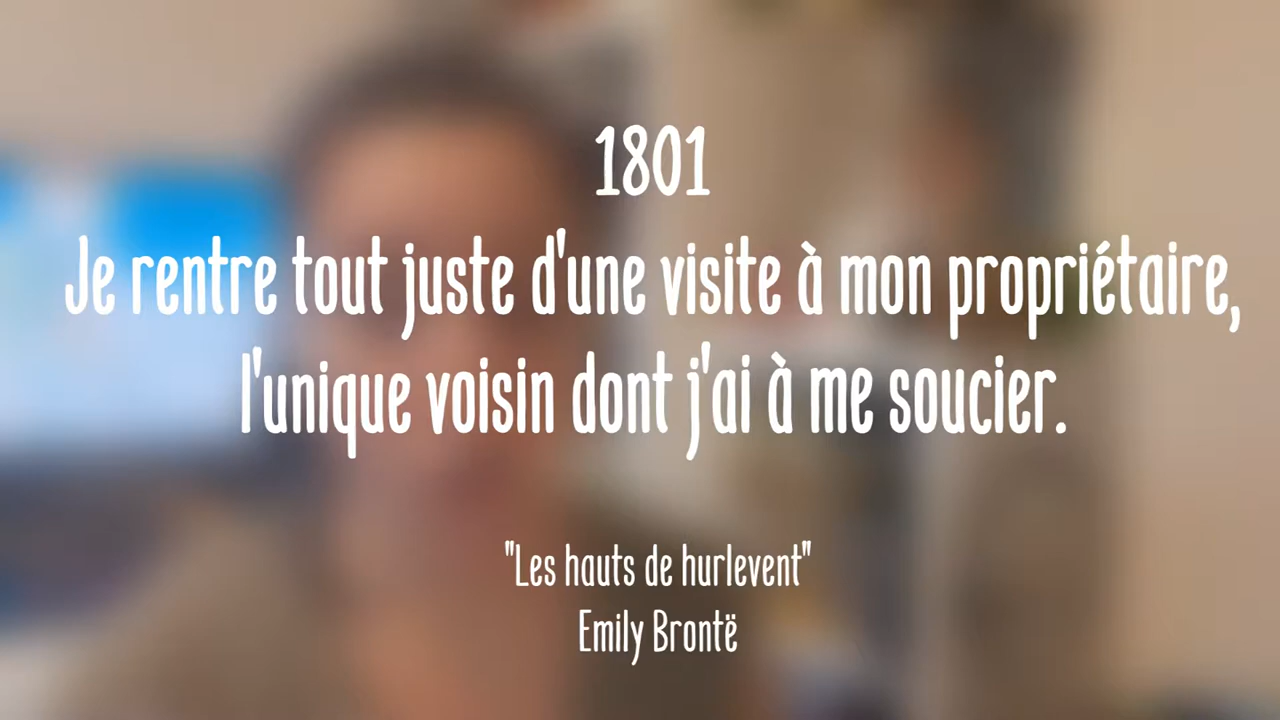 1801
Je rentre tout juste d'une visite à mon propriétaire,
l'unique voisin dont j'ai à me soucier.
"Les hauts de hurlevent"
Emily Brontë